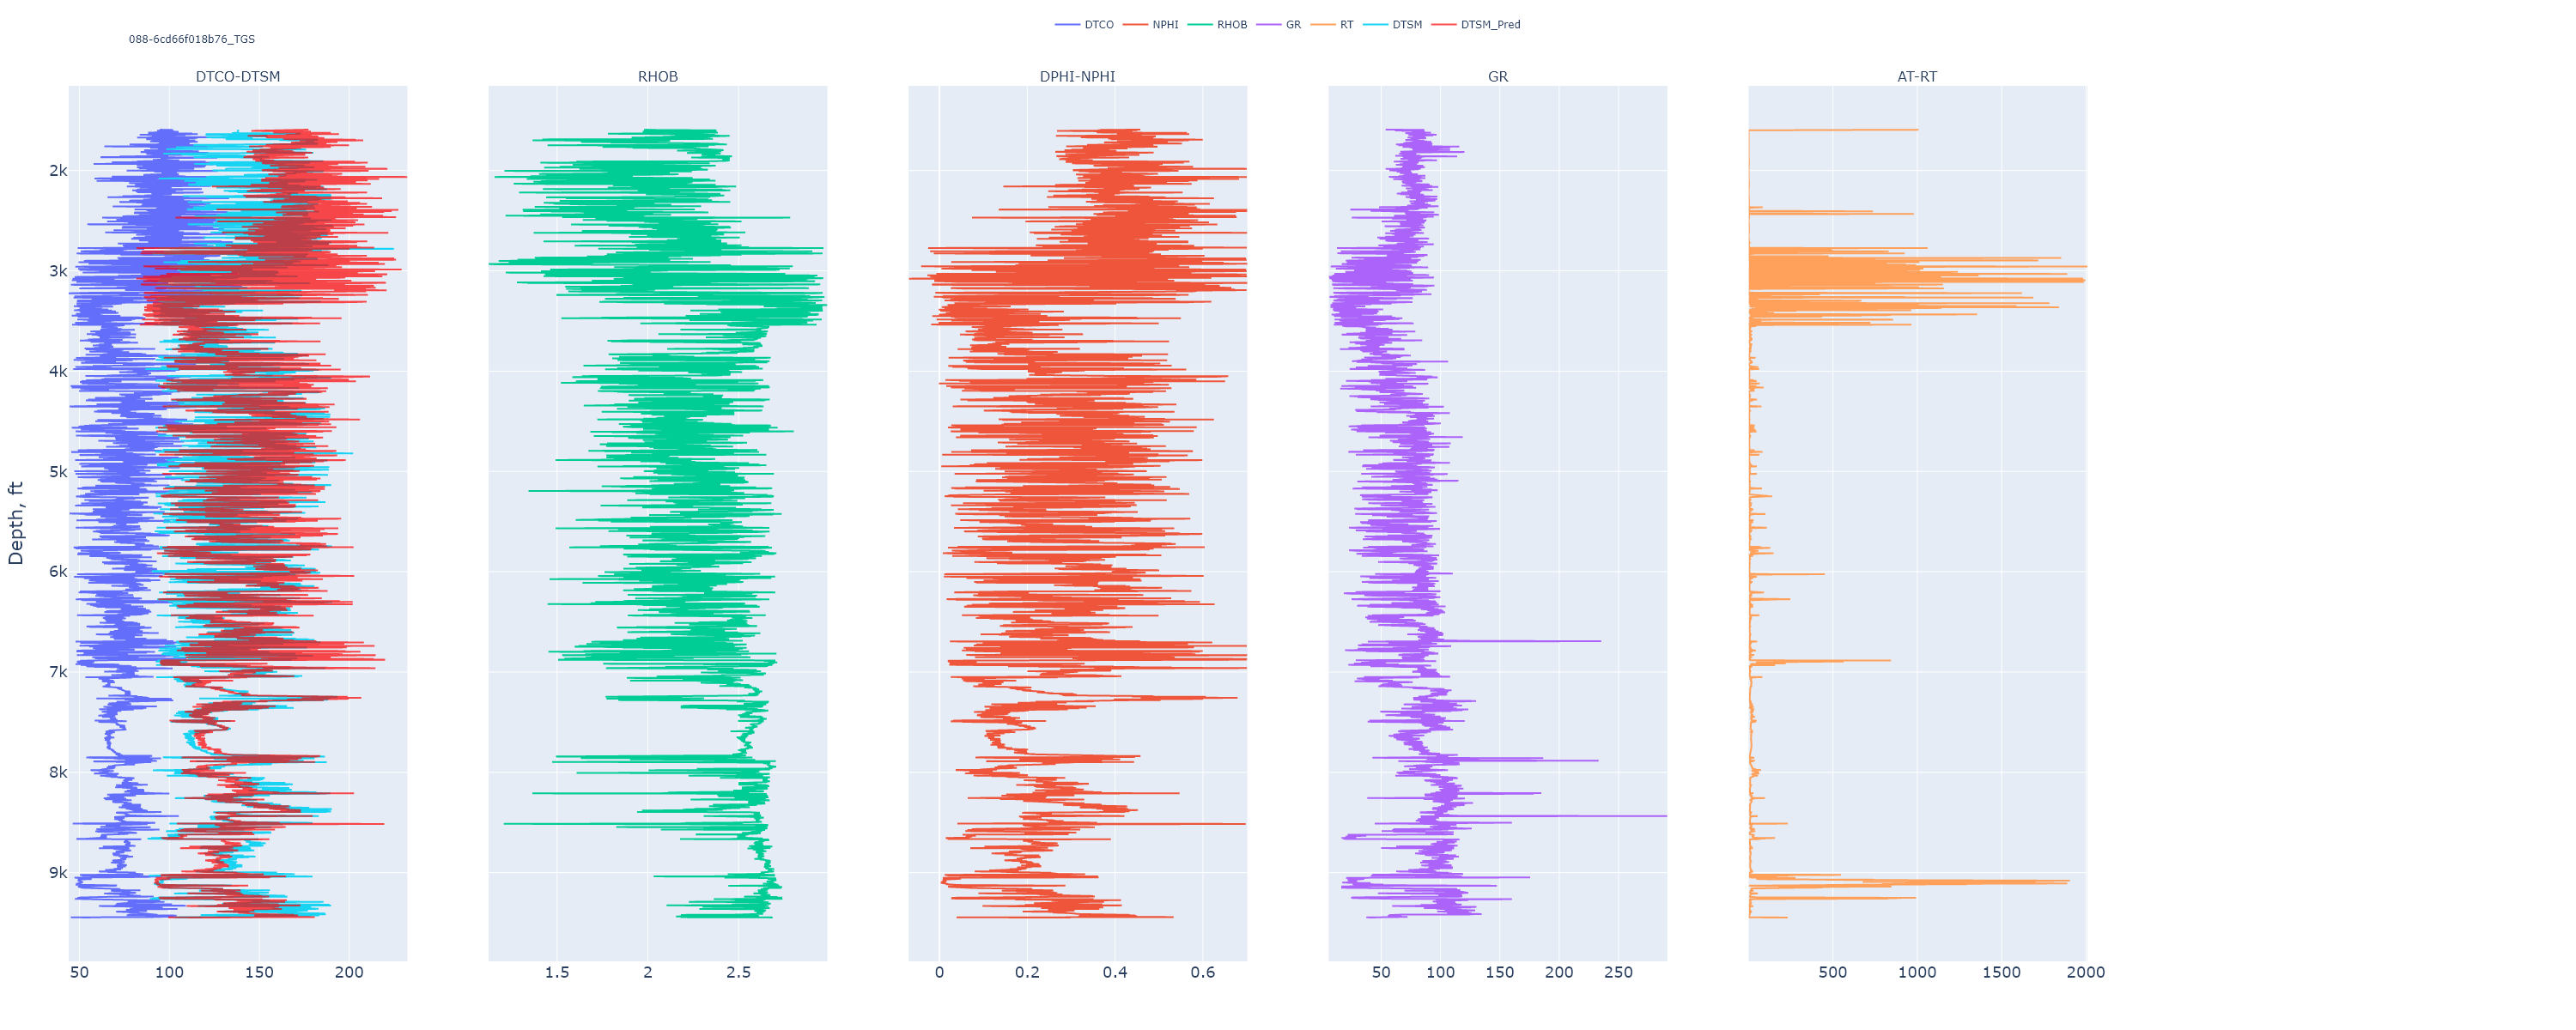 DTCO NPHI RHOB GR RT DTSM DTSM_Pred
088-6cd66f018b76_TGS
DTCO-DTSM RHOB DPHI-NPHI GR AT-RT
2k
3k
4k
5k
Depth, ft
6k
7k
8k
9k
50 100 150 200 1.5 2 2.5 0 0.2 0.4 0.6 50 100 150 200 250 500 1000 1500 2000